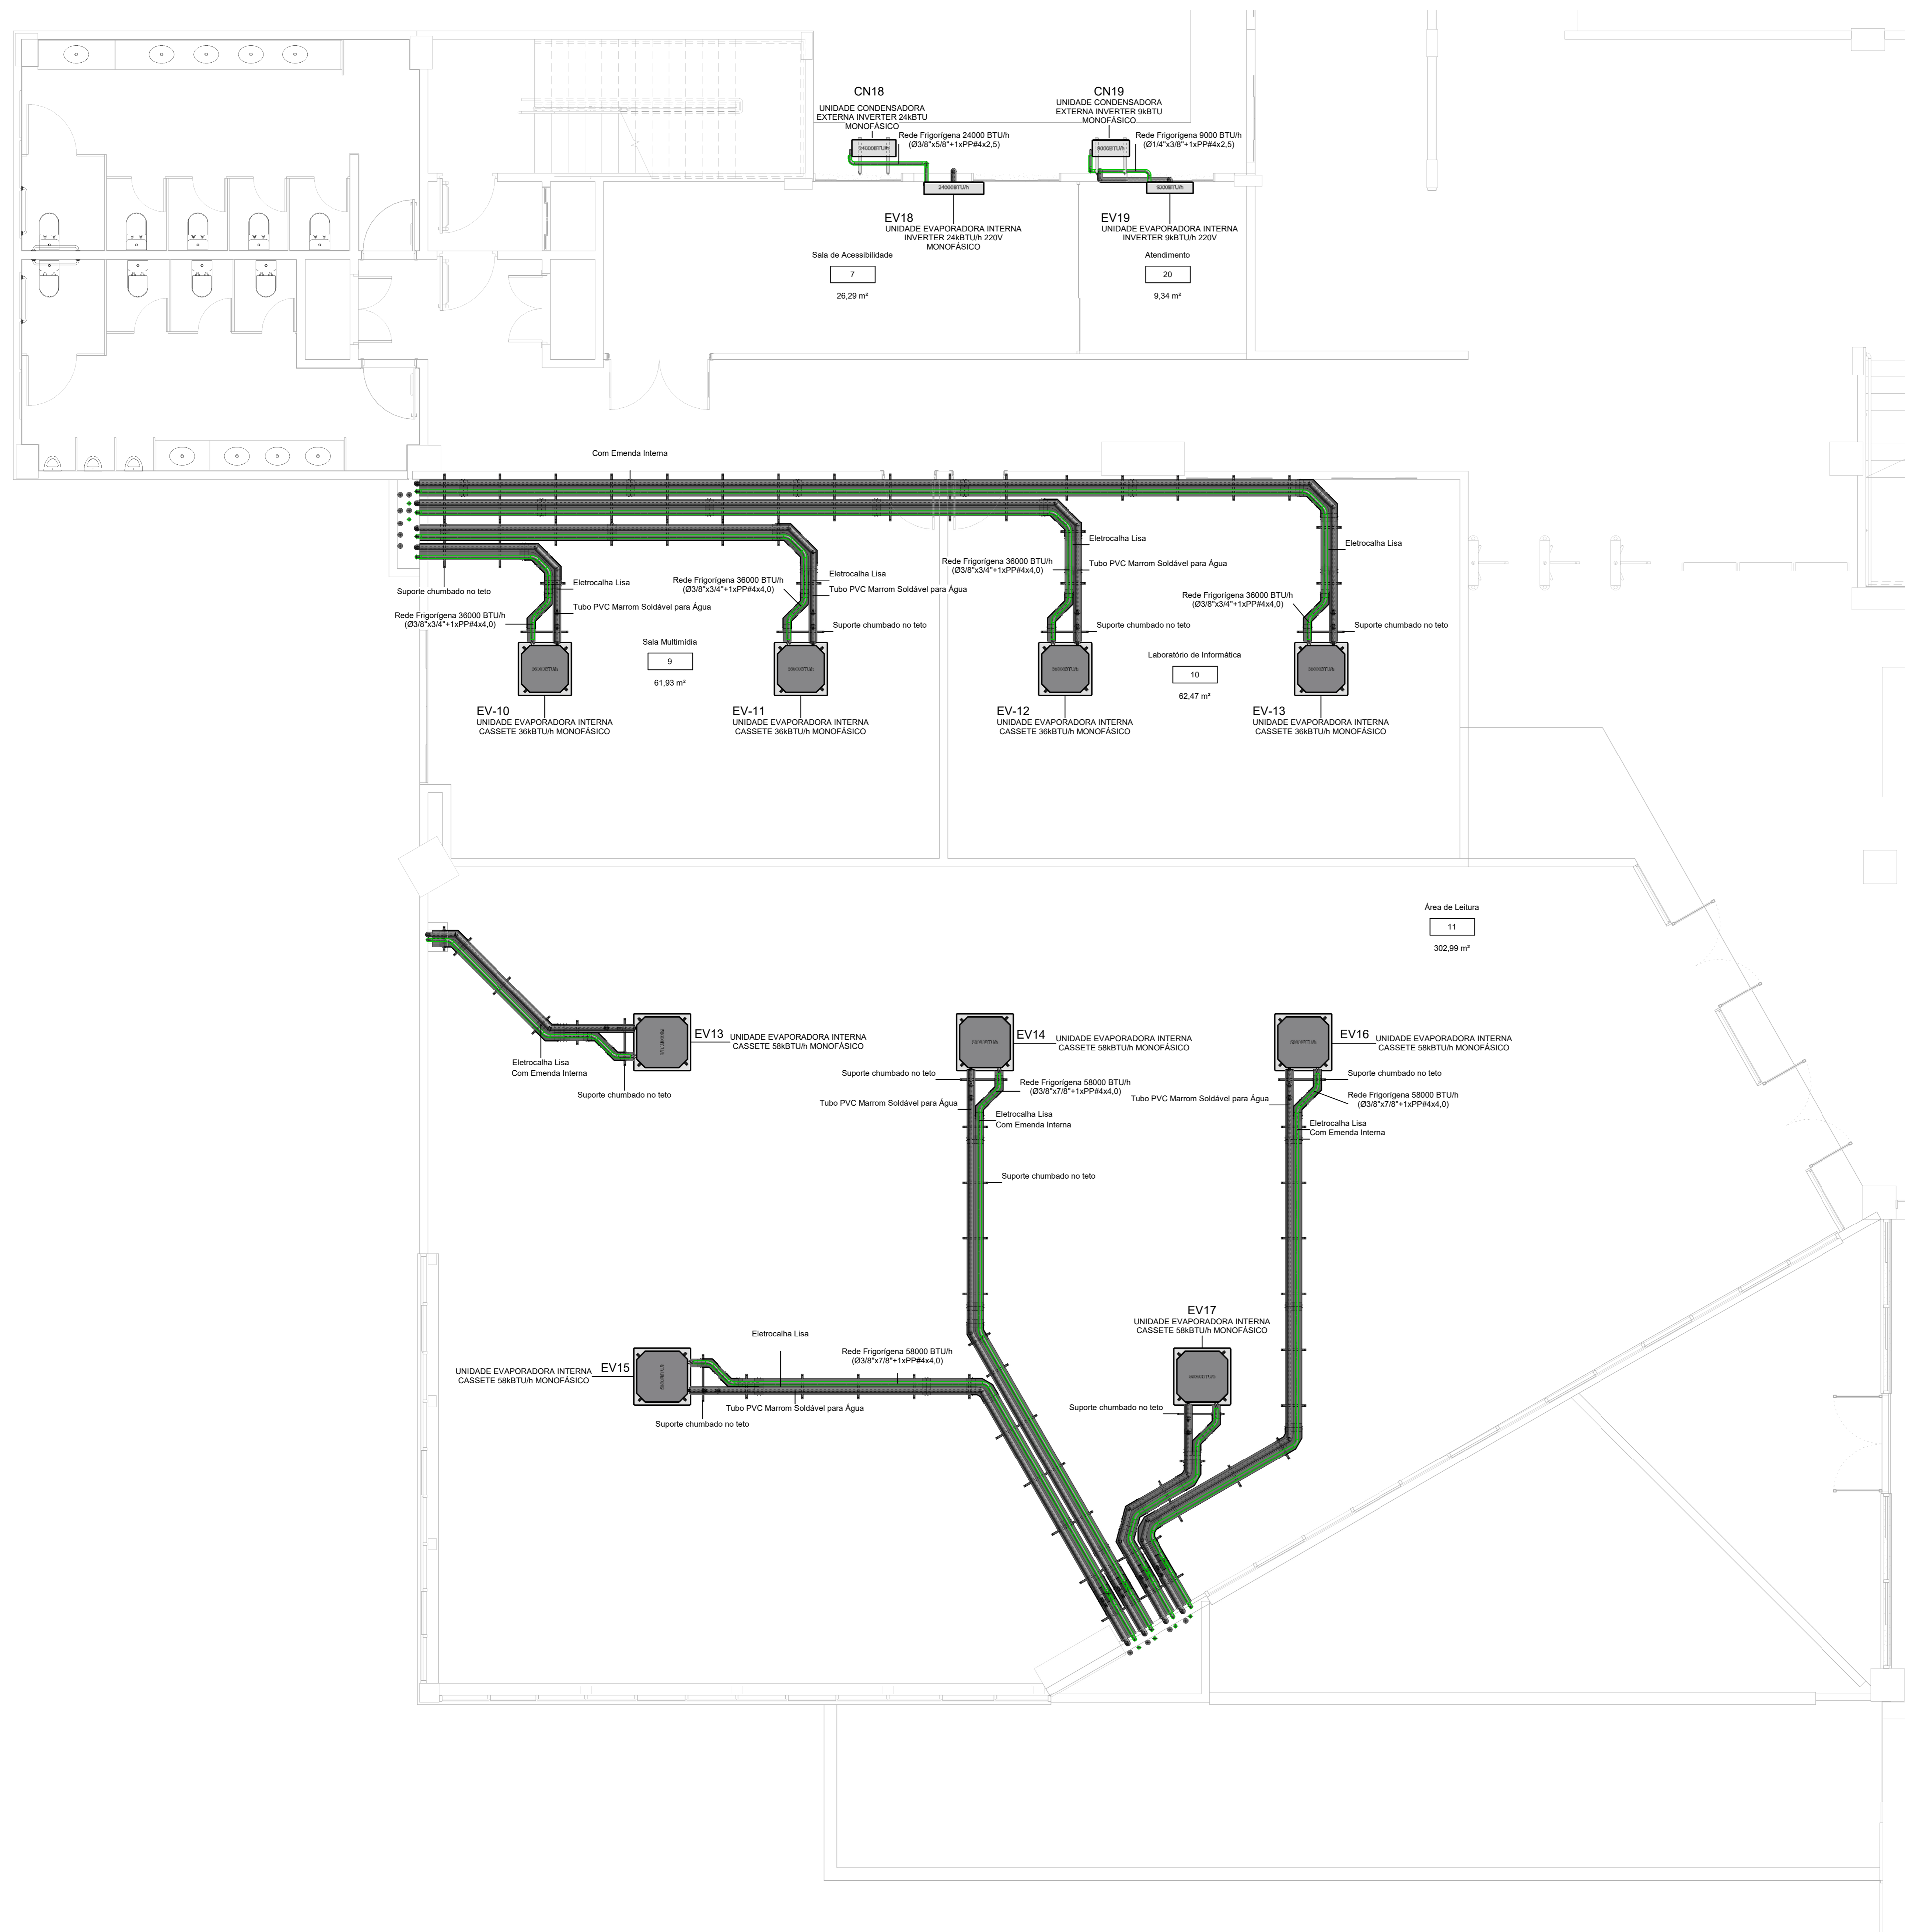 CN18
UNIDADE CONDENSADORA
EXTERNA INVERTER 24kBTU
MONOFÁSICO
Rede Frigorígena 24000 BTU/h
(Ø3/8"x5/8"+1xPP#4x2,5)
24000BTU/h
24000BTU/h
CN19
UNIDADE CONDENSADORA
EXTERNA INVERTER 9kBTU
MONOFÁSICO
Rede Frigorígena 9000 BTU/h
(Ø1/4"x3/8"+1xPP#4x2,5)
9000BTU/h
9000BTU/h
EV18
UNIDADE EVAPORADORA INTERNA
INVERTER 24kBTU/h 220V
MONOFÁSICO
EV19
UNIDADE EVAPORADORA INTERNA
INVERTER 9kBTU/h 220V
Sala de Acessibilidade
7
26,29 m²
Atendimento
20
9,34 m²
Com Emenda Interna
Suporte chumbado no teto
Rede Frigorígena 36000 BTU/h
(Ø3/8"x3/4"+1xPP#4x4,0)
Eletrocalha Lisa
Tubo PVC Marrom Soldável para Água
Rede Frigorígena 36000 BTU/h
(Ø3/8"x3/4"+1xPP#4x4,0)
Eletrocalha Lisa
Tubo PVC Marrom Soldável para Água
Suporte chumbado no teto
Rede Frigorígena 36000 BTU/h
(Ø3/8"x3/4"+1xPP#4x4,0)
Eletrocalha Lisa
Tubo PVC Marrom Soldável para Água
Suporte chumbado no teto
Rede Frigorígena 36000 BTU/h
(Ø3/8"x3/4"+1xPP#4x4,0)
Eletrocalha Lisa
Suporte chumbado no teto
Sala Multimídia
9
61,93 m²
Laboratório de Informática
10
62,47 m²
EV-10
UNIDADE EVAPORADORA INTERNA
CASSETE 36kBTU/h MONOFÁSICO
EV-11
UNIDADE EVAPORADORA INTERNA
CASSETE 36kBTU/h MONOFÁSICO
EV-12
UNIDADE EVAPORADORA INTERNA
CASSETE 36kBTU/h MONOFÁSICO
EV-13
UNIDADE EVAPORADORA INTERNA
CASSETE 36kBTU/h MONOFÁSICO
Área de Leitura
11
302,99 m²
EV13
UNIDADE EVAPORADORA INTERNA
CASSETE 58kBTU/h MONOFÁSICO
Eletrocalha Lisa
Com Emenda Interna
Suporte chumbado no teto
EV14
UNIDADE EVAPORADORA INTERNA
CASSETE 58kBTU/h MONOFÁSICO
Suporte chumbado no teto
Rede Frigorígena 58000 BTU/h
(Ø3/8"x7/8"+1xPP#4x4,0)
Tubo PVC Marrom Soldável para Água
Eletrocalha Lisa
Com Emenda Interna
Suporte chumbado no teto
EV16
UNIDADE EVAPORADORA INTERNA
CASSETE 58kBTU/h MONOFÁSICO
Suporte chumbado no teto
Rede Frigorígena 58000 BTU/h
(Ø3/8"x7/8"+1xPP#4x4,0)
Tubo PVC Marrom Soldável para Água
Eletrocalha Lisa
Com Emenda Interna
EV17
UNIDADE EVAPORADORA INTERNA
CASSETE 58kBTU/h MONOFÁSICO
Suporte chumbado no teto
Eletrocalha Lisa
Rede Frigorígena 58000 BTU/h
(Ø3/8"x7/8"+1xPP#4x4,0)
UNIDADE EVAPORADORA INTERNA
CASSETE 58kBTU/h MONOFÁSICO
EV15
Tubo PVC Marrom Soldável para Água
Suporte chumbado no teto